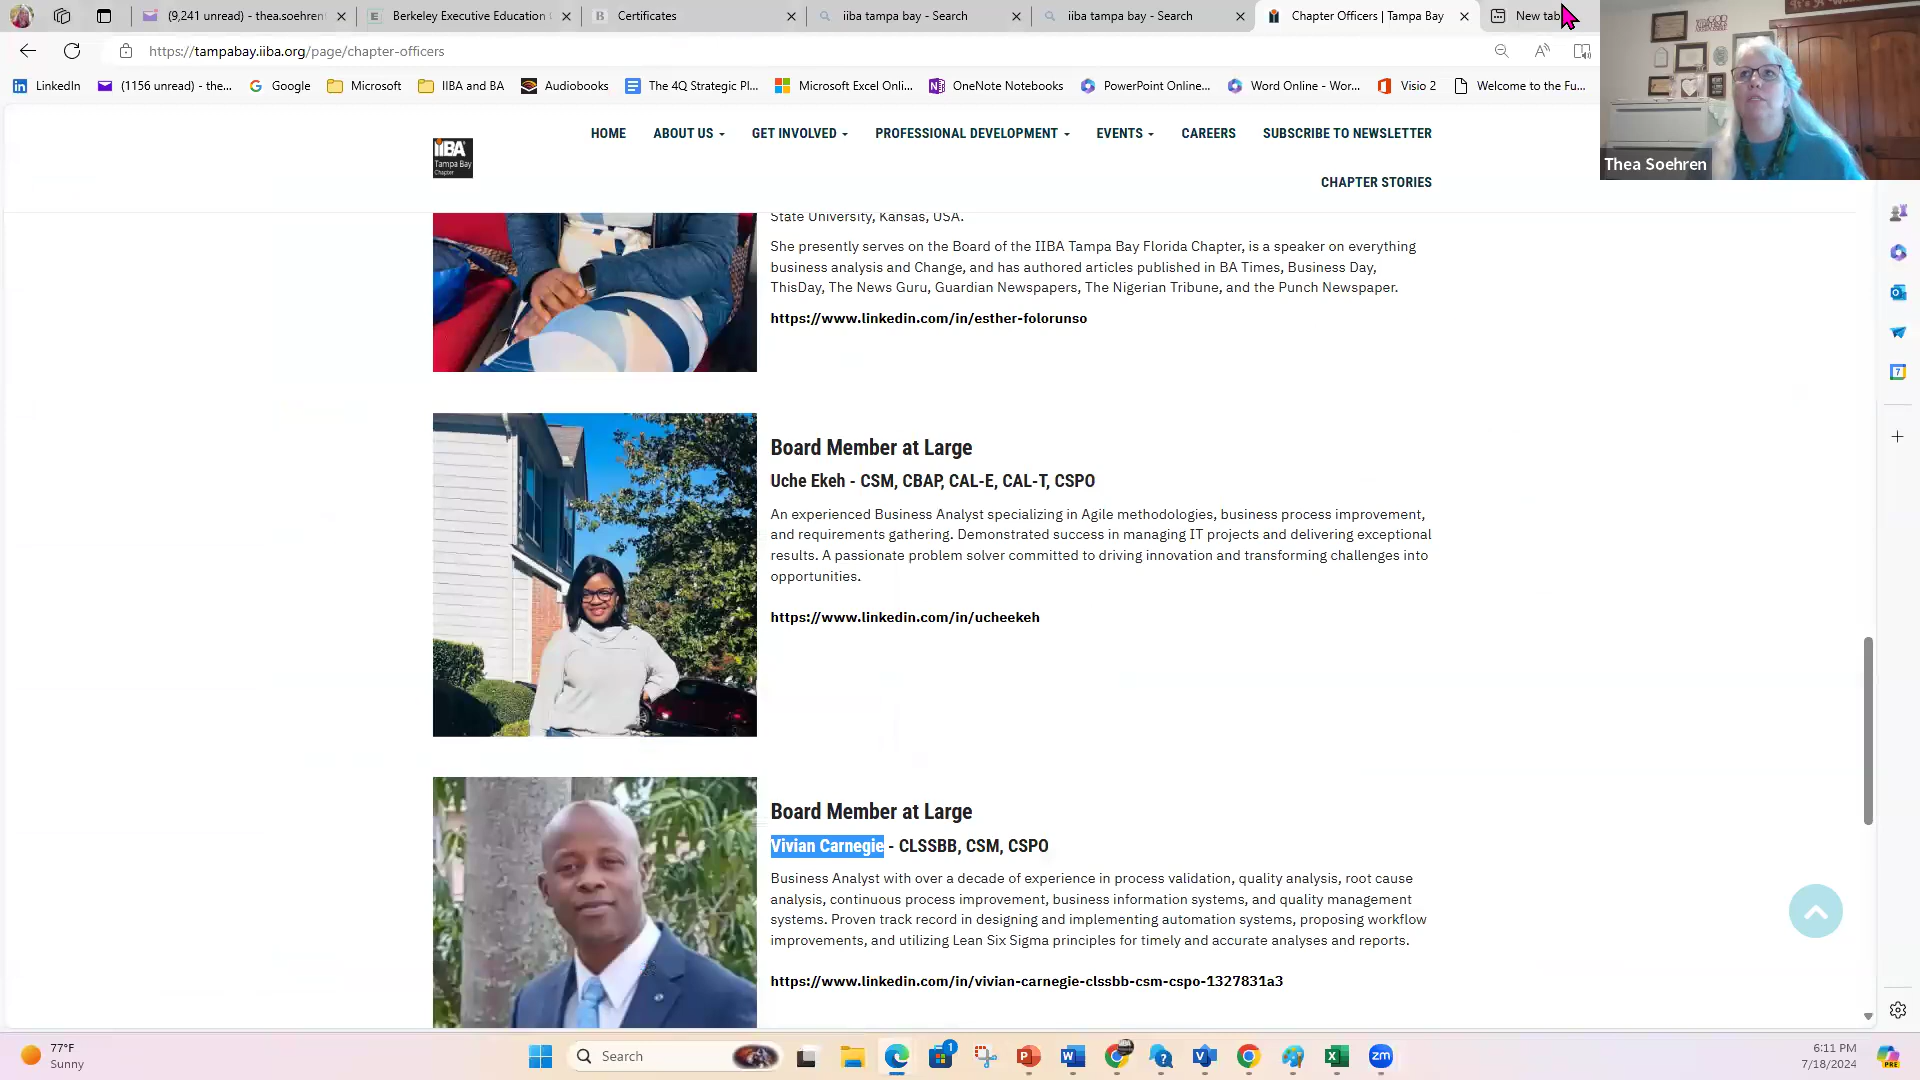 (9,241 unread) - thea.soehren
Berkeley Executive Education
Certificates
iiba tampa bay - Search
iiba tampa bay - Search
Chapter Officers | Tampa Bay
New tab
https://tampabay.iiba.org/page/chapter-officers
LinkedIn
(1156 unread) - the...
Google
Microsoft
IIBA and BA
Audiobooks
The 4Q Strategic Pl...
Microsoft Excel Onli...
OneNote Notebooks
PowerPoint Online...
Word Online - Wor...
Visio 2
Welcome to the Fu...
Thea Soehren
iiBA
Tampa Bay
Chapter
HOME
ABOUT US
GET INVOLVED
PROFESSIONAL DEVELOPMENT
EVENTS
CAREERS
SUBSCRIBE TO NEWSLETTER
CHAPTER STORIES
State University, Kansas, USA.
She presently serves on the Board of the IIBA Tampa Bay Florida Chapter, is a speaker on everything
business analysis and Change, and has authored articles published in BA Times, Business Day,
ThisDay, The News Guru, Guardian Newspapers, The Nigerian Tribune, and the Punch Newspaper.
https://www.linkedin.com/in/esther-folorunso
Board Member at Large
Uche Ekeh - CSM, CBAP, CAL-E, CAL-T, CSPO
An experienced Business Analyst specializing in Agile methodologies, business process improvement,
and requirements gathering. Demonstrated success in managing IT projects and delivering exceptional
results. A passionate problem solver committed to driving innovation and transforming challenges into
opportunities.
https://www.linkedin.com/in/ucheekeh
Board Member at Large
Vivian Carnegie - CLSSBB, CSM, CSPO
Business Analyst with over a decade of experience in process validation, quality analysis, root cause
analysis, continuous process improvement, business information systems, and quality management
systems. Proven track record in designing and implementing automation systems, proposing workflow
improvements, and utilizing Lean Six Sigma principles for timely and accurate analyses and reports.
https://www.linkedin.com/in/vivian-carnegie-clssbb-csm-cspo-1327831a3
77°F
Sunny
Search
1
zm
6:11 PM
7/18/2024
PRE